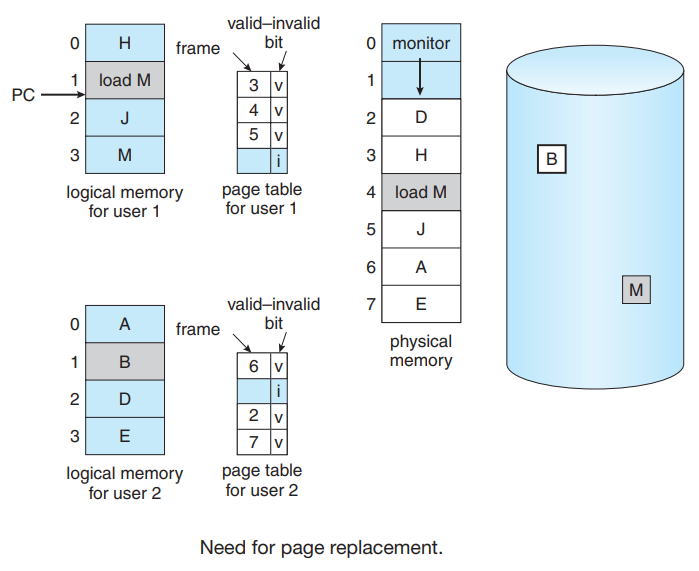 0 H
1 load M
PC
2 J
3 M
logical memory
for user 1
frame
valid–invalid
bit
3 v
4 v
5 v
i
page table
for user 1
0 monitor
1
2 D
3 H
4 load M
5 J
6 A
7 E
physical
memory
B
M
0 A
1 B
2 D
3 E
logical memory
for user 2
frame
valid–invalid
bit
6 v
i
2 v
7 v
page table
for user 2
Need for page replacement.